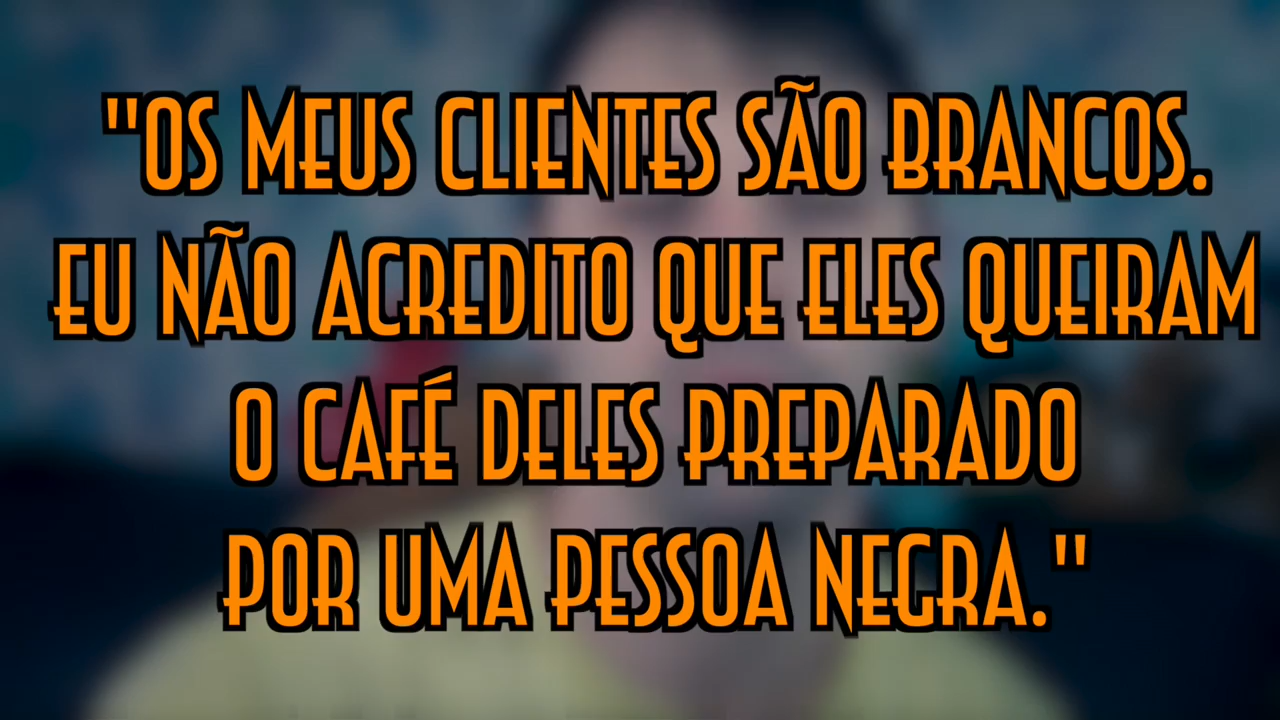 "OS MEUS CLIENTES SÃO BRANCOS.
EU NÃO ACREDITO QUE ELES QUEIRAM
O CAFÉ DELES PREPARADO
POR UMA PESSOA NEGRA."